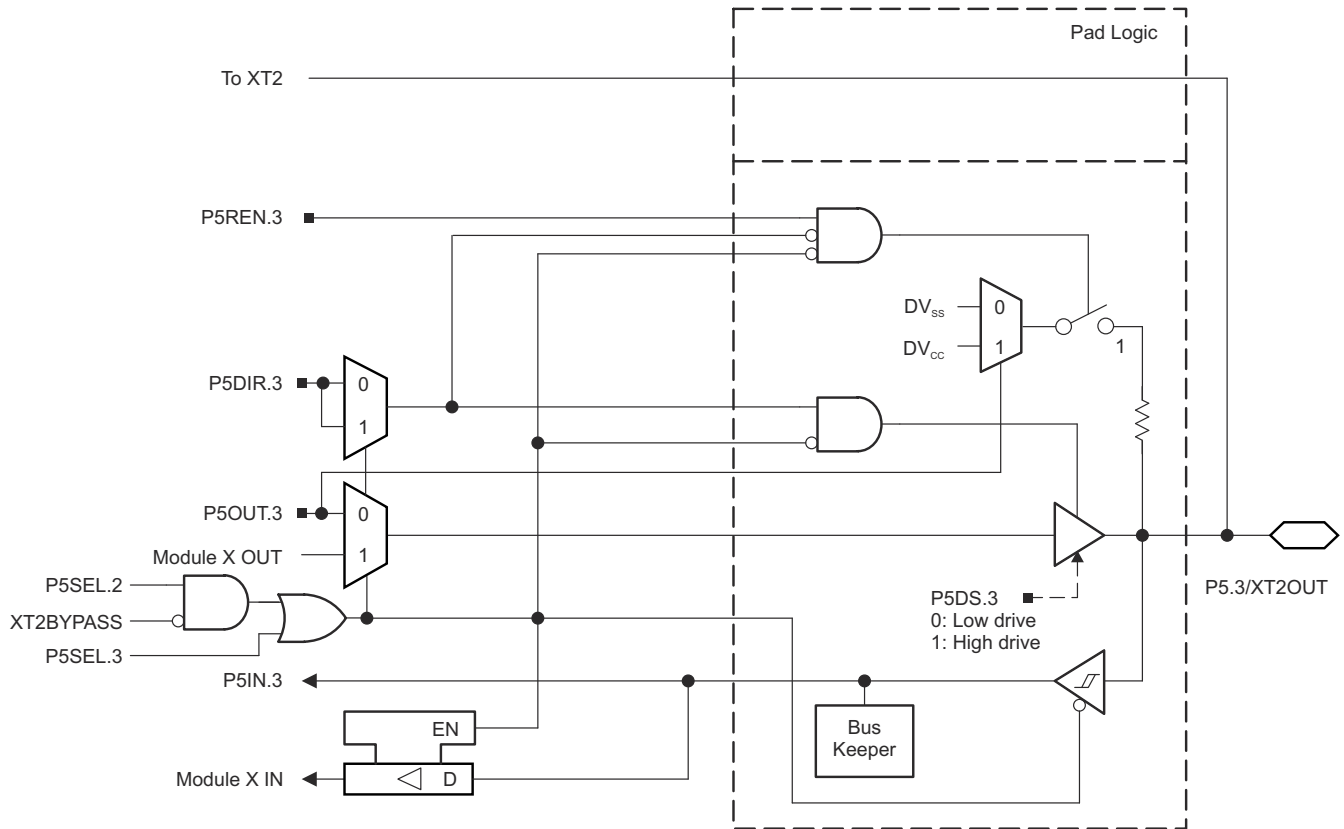 Pad Logic
To XT2
P5REN.3
DVSS
0
DVCC
1
1
P5DIR.3
0
1
P5OUT.3
0
Module X OUT
1
P5SEL.2
XT2BYPASS
P5SEL.3
P5DS.3
0: Low drive
1: High drive
P5.3/XT2OUT
P5IN.3
EN
Bus
Keeper
Module X IN
D